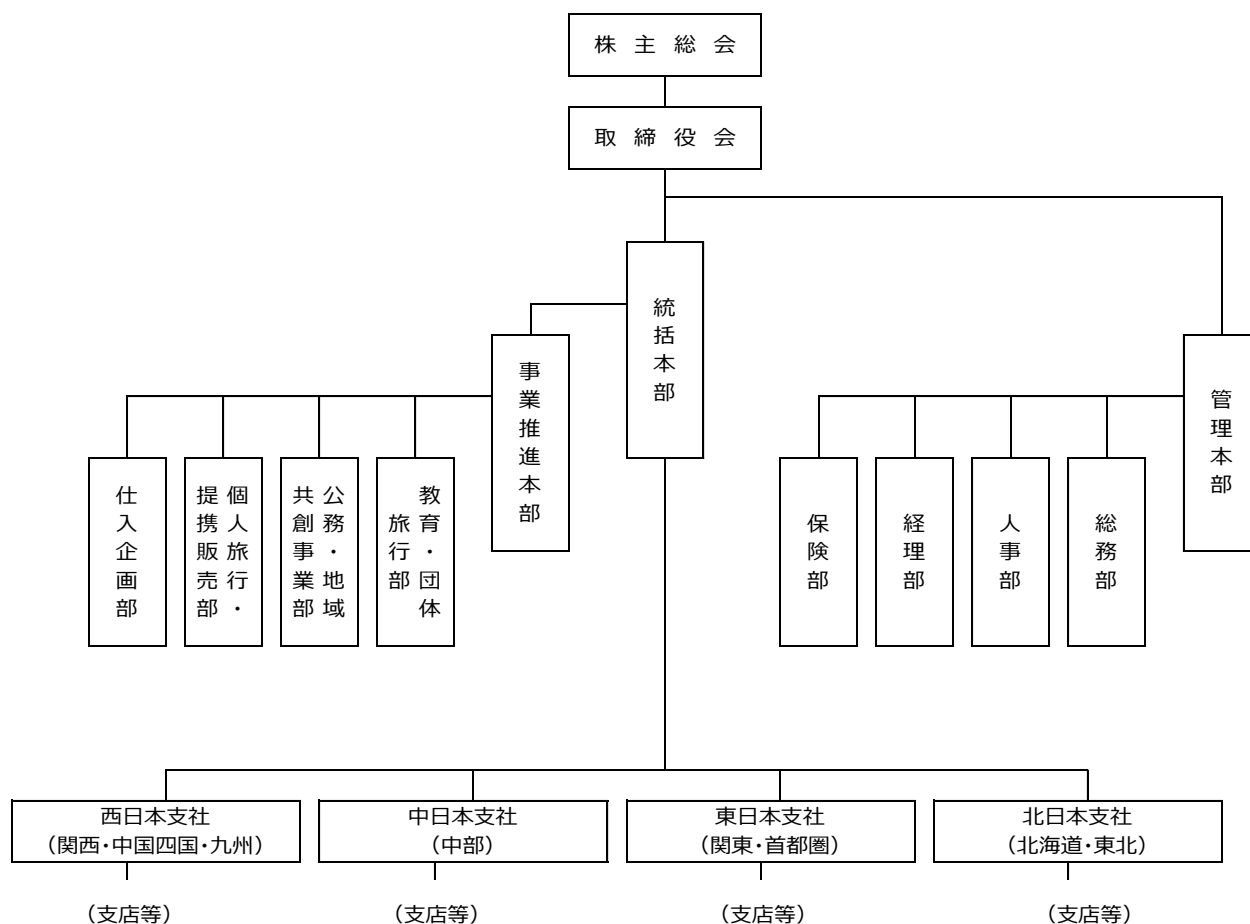 株主総会
取締役会
統括本部
事業推進本部
管理本部
仕入企画部
個人旅行・
提携販売部
公務・地域
共創事業部
教育・団体
旅行部
保険部
経理部
人事部
総務部
西日本支社
（関西・中国四国・九州）
中日本支社
（中部）
東日本支社
（関東・首都圏）
北日本支社
（北海道・東北）
（支店等）
（支店等）
（支店等）
（支店等）